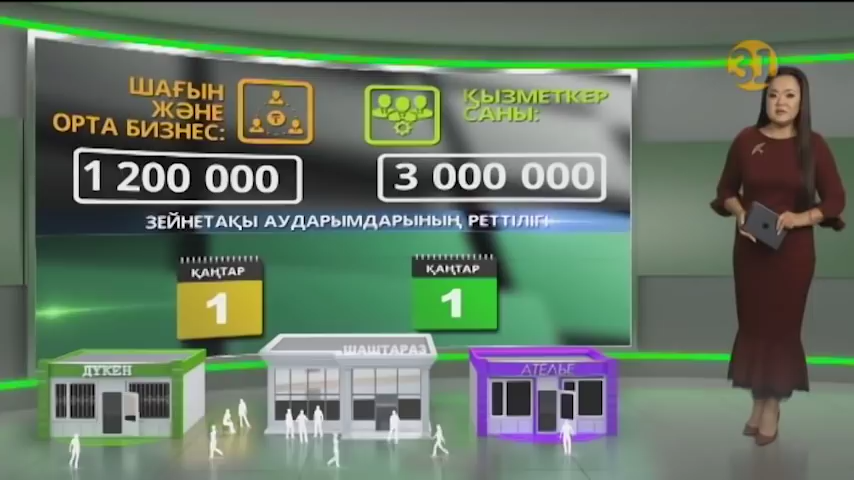 31
ШАҒЫН
ЖӘНЕ
ОРТА БИЗНЕС:
ҚЫЗМЕТКЕР
САНЫ:
1 200 000
3 000 000
ЗЕЙНЕТАҚЫ АУДАРЫМДАРЫНЫҢ РЕТТІЛІГІ
ҚАҢТАР
1
ҚАҢТАР
1
ДҮКЕН
ШАШТАРАЗ
АТЕЛЬЕ